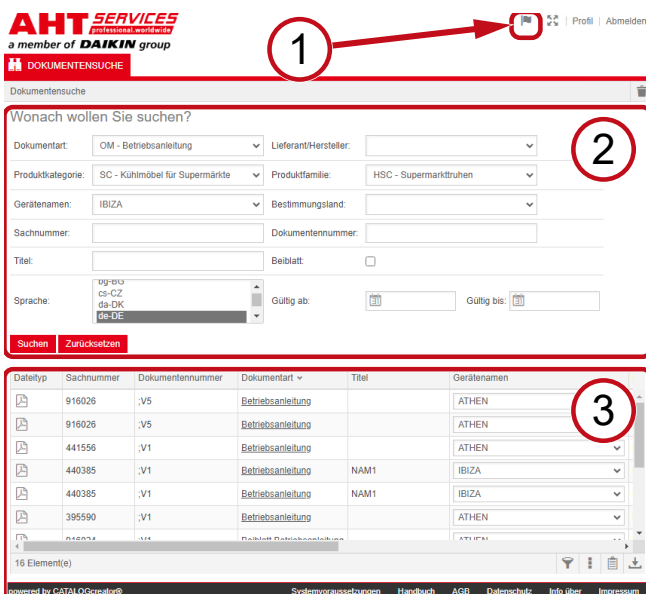 AHT SERVICES
professional.worldwide
a member of DAIKIN group
1
Profil | Abmelden
DOKUMENTENSUCHE
Dokumentensuche
Wonach wollen Sie suchen?
2
Dokumentart: OM - Betriebsanleitung Lieferant/Hersteller:
Produktkategorie: SC - Kühlmöbel für Supermärkte Produktfamilie: HSC - Supermarkttruhen
Gerätenamen: IBIZA Bestimmungsland:
Sachnummer: Dokumentennummer:
Titel: Beiblatt:
bg-BG
cs-CZ
Sprache: da-DK Gültig ab: Gültig bis:
de-DE
Suchen Zurücksetzen
Dateityp Sachnummer Dokumentennummer Dokumentart Titel Gerätenamen
3
916026 ;V5 Betriebsanleitung ATHEN
916026 ;V5 Betriebsanleitung ATHEN
441556 ;V1 Betriebsanleitung ATHEN
440385 ;V1 Betriebsanleitung NAM1 IBIZA
440385 ;V1 Betriebsanleitung NAM1 IBIZA
395590 ;V1 Betriebsanleitung ATHEN
;V1 Beiblatt Betriebsanleitung ATHEN
16 Element(e)
powered by CATALOGcreator® Systemvoraussetzungen Handbuch AGB Datenschutz Info über Impressum